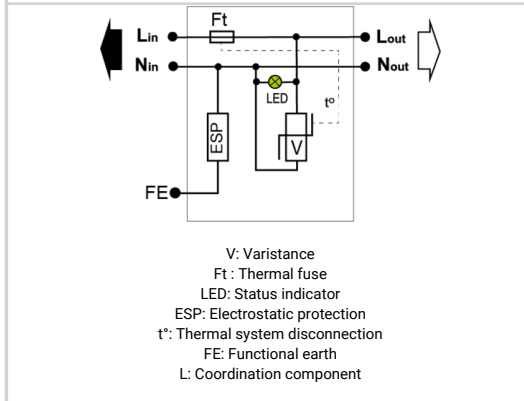 Ft
Lin Lout
Nin Nout
LED t°
ESP V
FE
V: Varistance
Ft : Thermal fuse
LED: Status indicator
ESP: Electrostatic protection
t°: Thermal system disconnection
FE: Functional earth
L: Coordination component